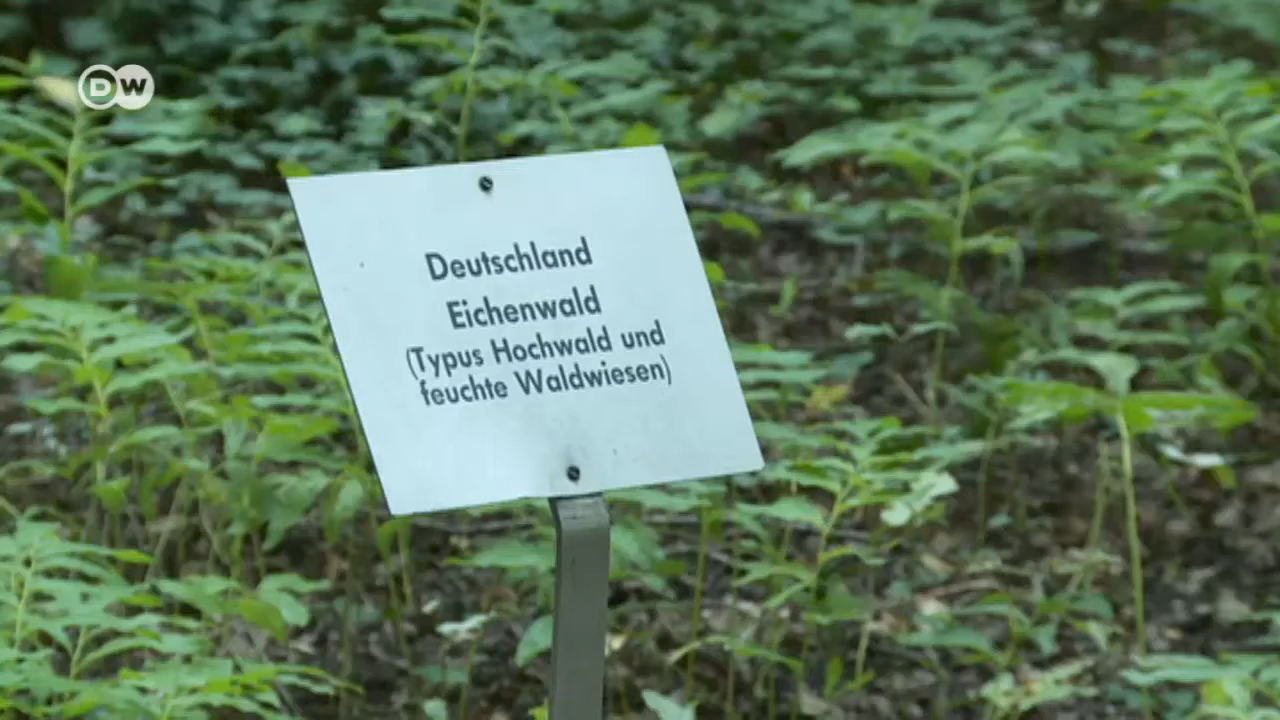 DW
Deutschland
Eichenwald
(Typus Hochwald und
feuchte Waldwiesen)